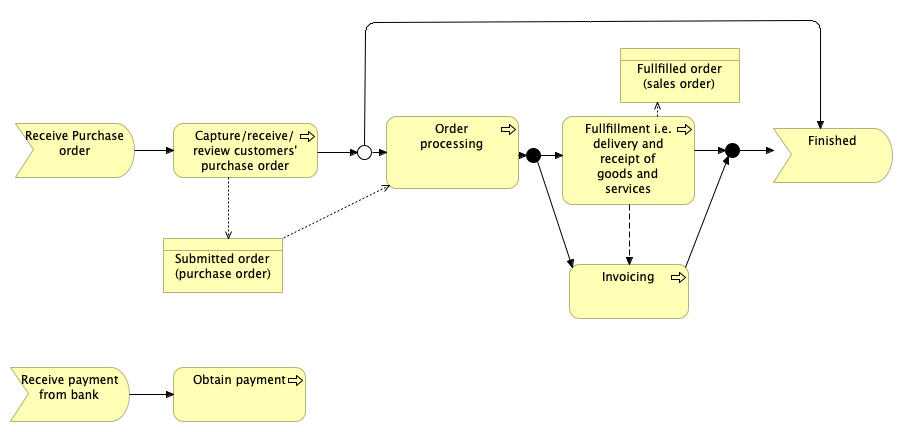 Receive Purchase
order
Capture/receive/
review customers'
purchase order
Order
processing
Fullfilled order
(sales order)
Fullfillment i.e.
delivery and
receipt of
goods and
services
Finished
Submitted order
(purchase order)
Invoicing
Receive payment
from bank
Obtain payment